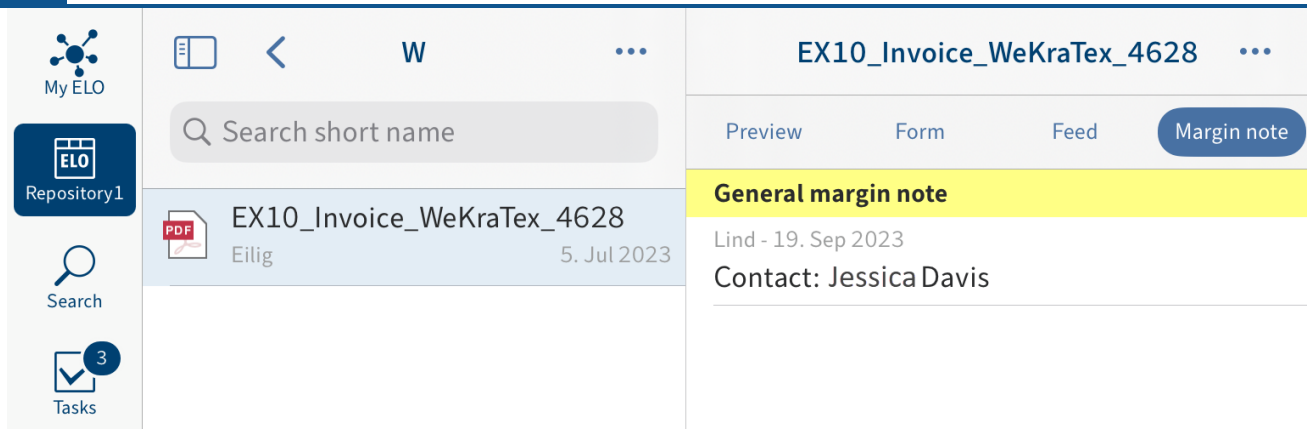 My ELO
ELO
Repository1
Search
3
Tasks
W
Search short name
PDF
EX10_Invoice_WeKraTex_4628
Eilig
5. Jul 2023
EX10_Invoice_WeKraTex_4628
Preview
Form
Feed
Margin note
General margin note
Lind - 19. Sep 2023
Contact: Jessica Davis